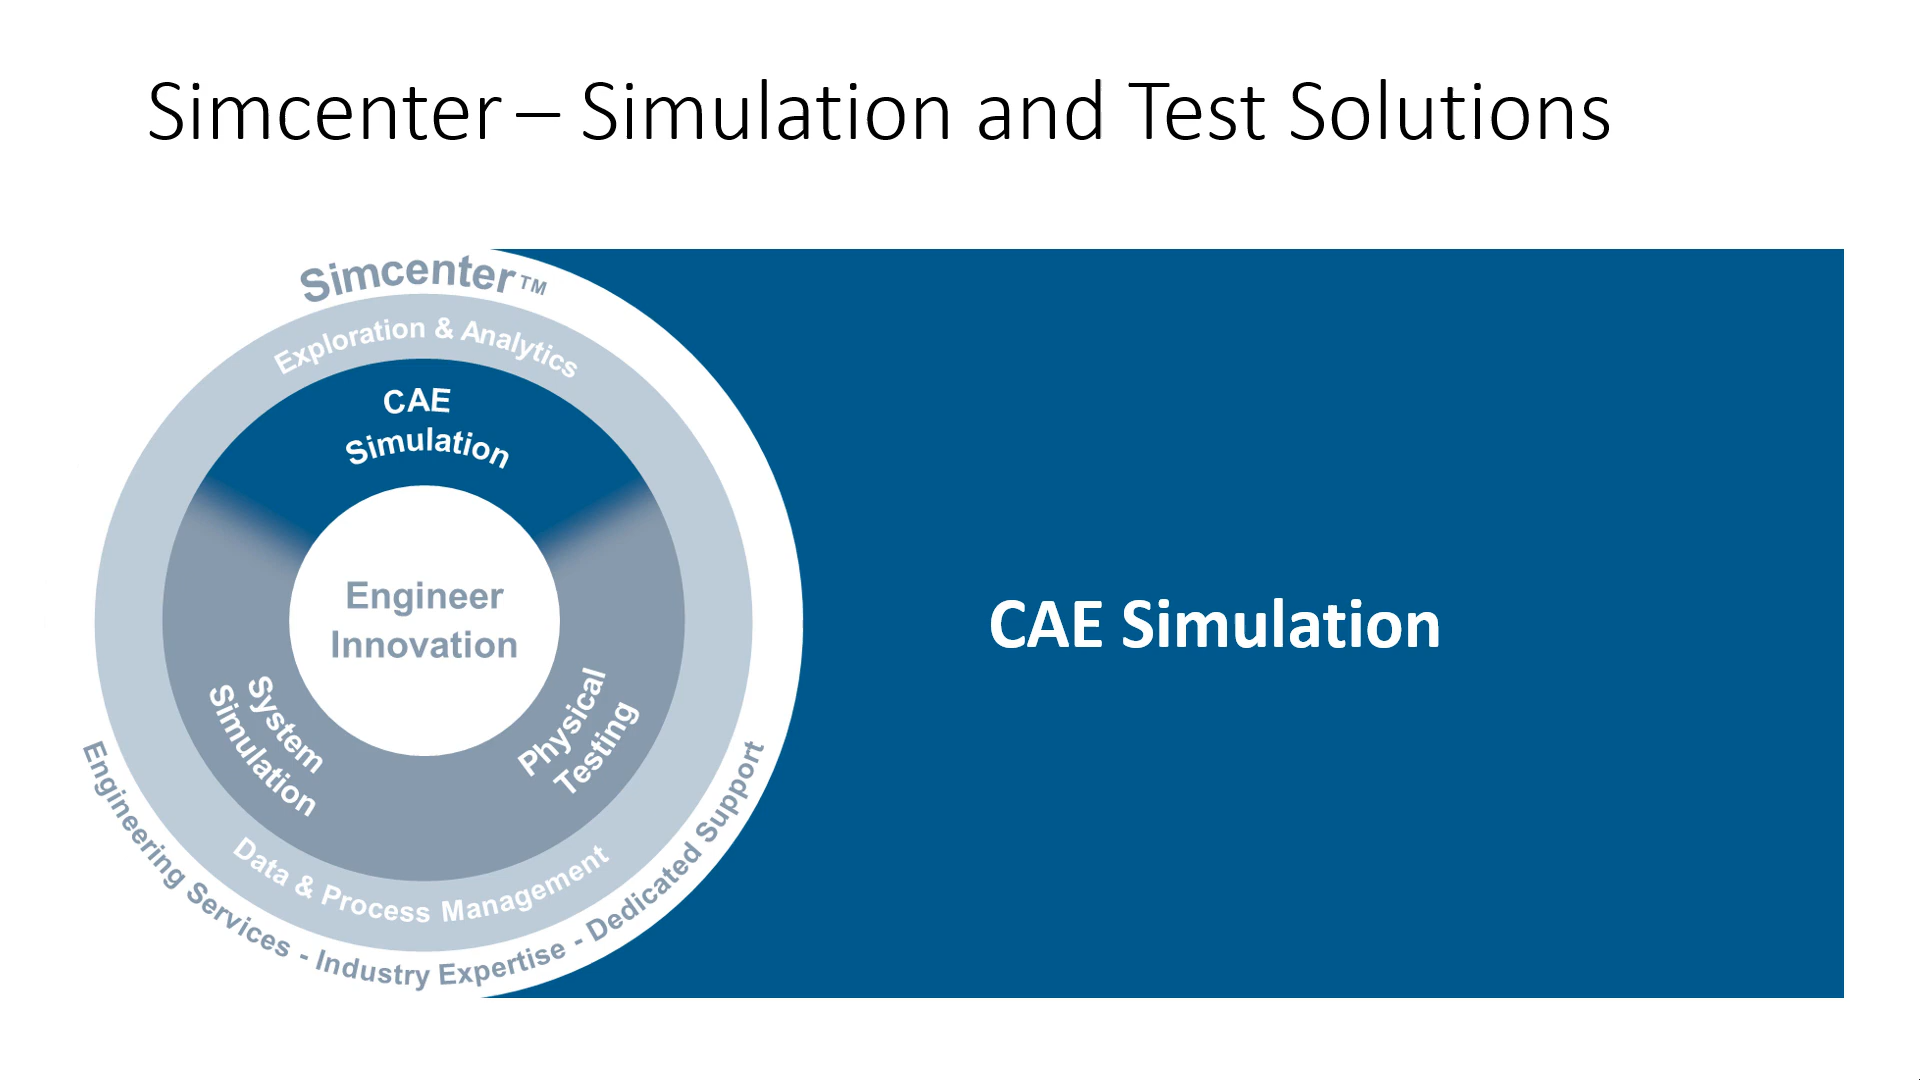 Simcenter – Simulation and Test Solutions
Simcenter™
Exploration & Analytics
CAE
Simulation
Engineer
Innovation
System
Simulation
Physical
Testing
Data & Process Management
Engineering Services - Industry Expertise - Dedicated Support
CAE Simulation